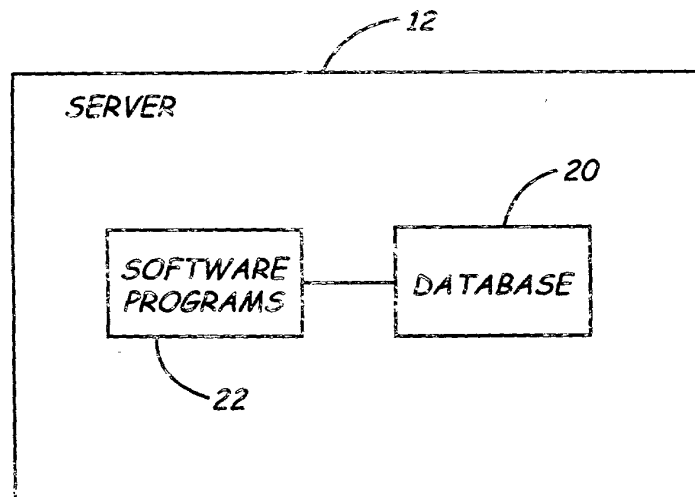 12
SERVER
20
SOFTWARE
PROGRAMS
DATABASE
22